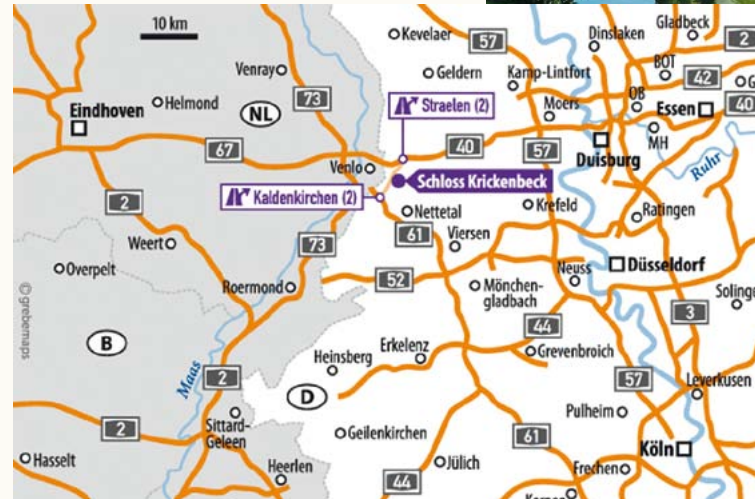 10 km
Kevelaer
57
Dinslaken
Gladbeck
2
Venray
Geldern
Kamp-Lintfort
BOT
42
Eindhoven
Helmond
NL
73
Straelen (2)
Moers
OB
Essen
40
67
Venlo
40
57
Duisburg
MH
Ruhr
Schloss Krickenbeck
Kaldenkirchen (2)
2
Nettetal
Krefeld
Ratingen
Weert
73
61
Viersen
Overpelt
Roermond
52
Mönchen-
gladbach
Neuss
Düsseldorf
Solinge
©grebemaps
B
Maas
44
3
Heinsberg
Erkelenz
Grevenbroich
2
D
57
Leverkusen
2
Sittard-
Geleen
Geilenkirchen
61
Pulheim
Köln
Hasselt
Heerlen
Jülich
44
Frechen